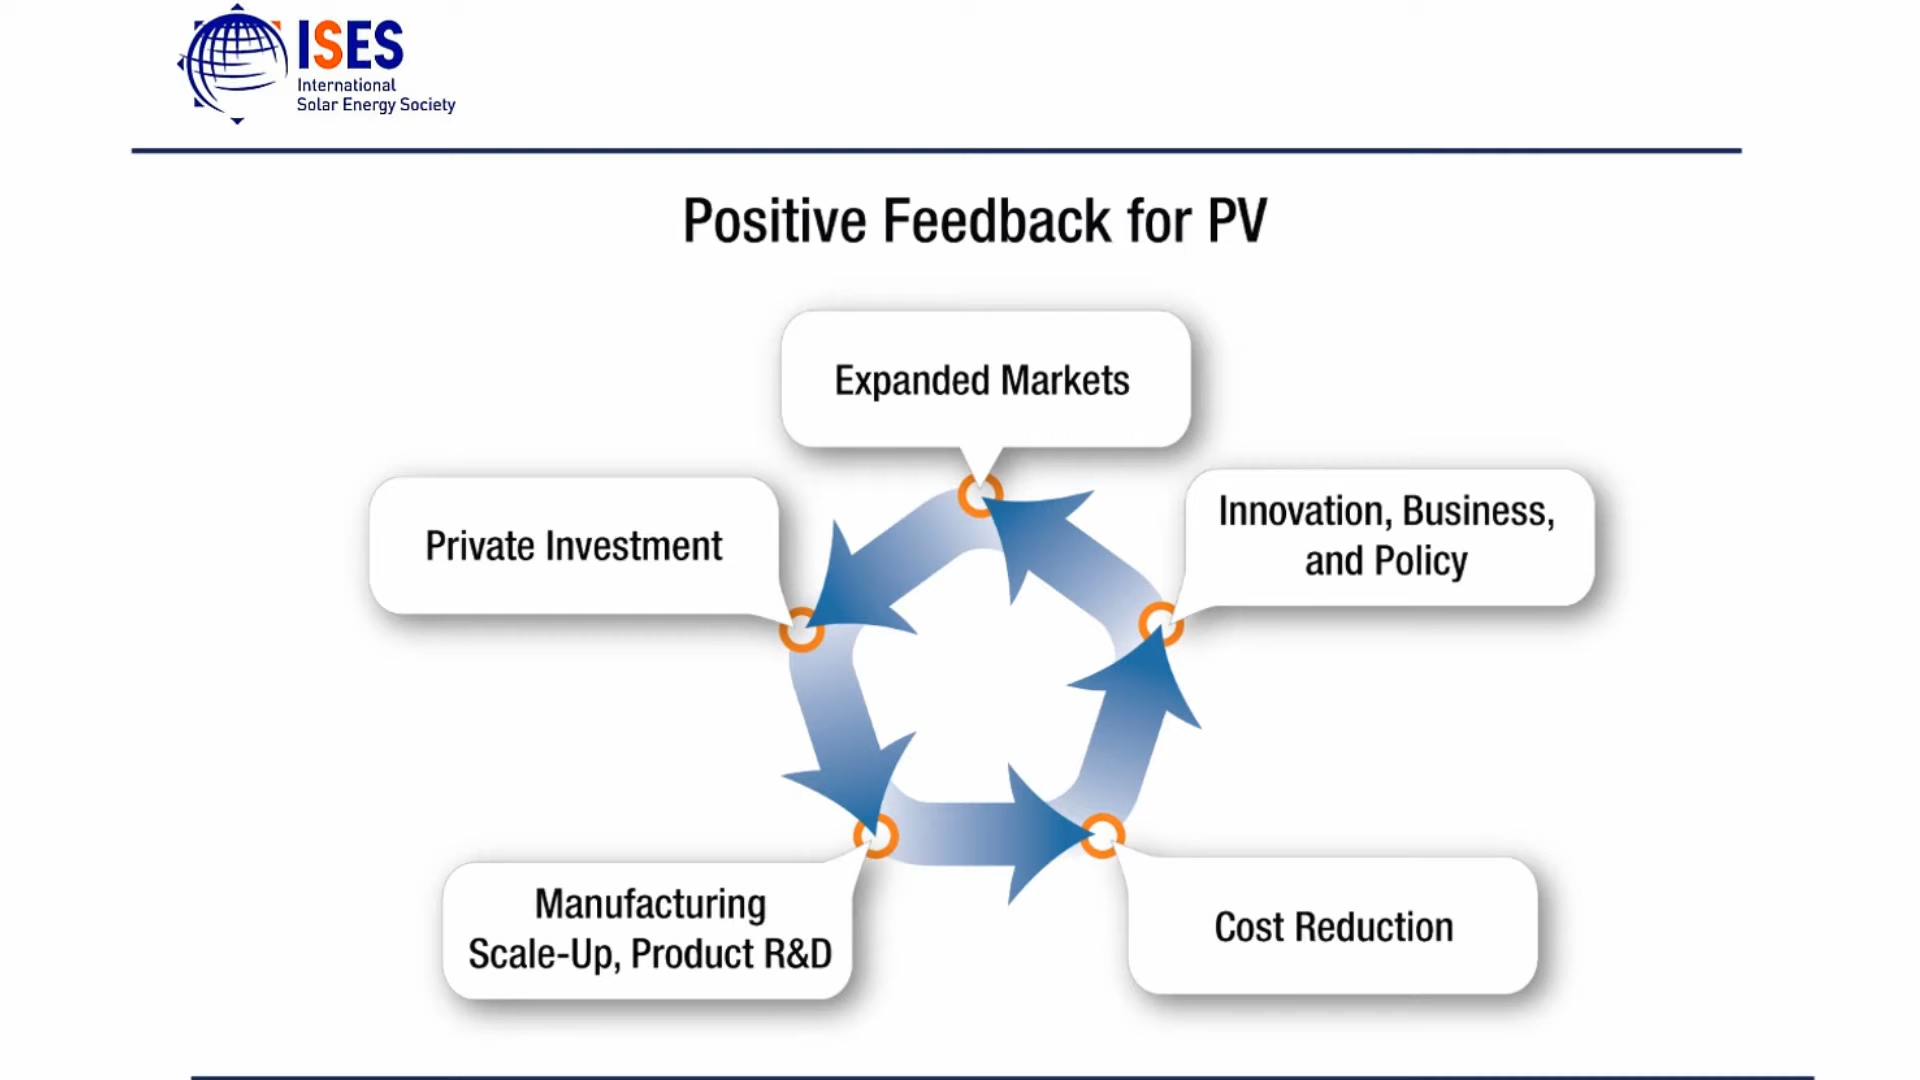 ISES
International
Solar Energy Society
Positive Feedback for PV
Expanded Markets
Private Investment
Innovation, Business,
and Policy
Manufacturing
Scale-Up, Product R&D
Cost Reduction